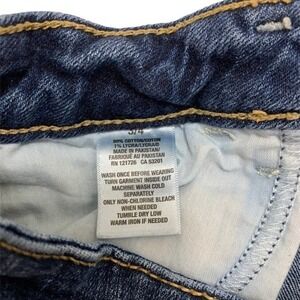 3/4
99% COTTON/COTON
1% LYCRA/LYCRA/D
MADE IN PAKISTAN/
FABRIQUÉ AU PAKISTAN
RN 121726 CA 53201
WASH ONCE BEFORE WEARING
TURN GARMENT INSIDE OUT
MACHINE WASH COLD
SEPARATELY
ONLY NON-CHLORINE BLEACH
WHEN NEEDED
TUMBLE DRY LOW
WARM IRON IF NEEDED